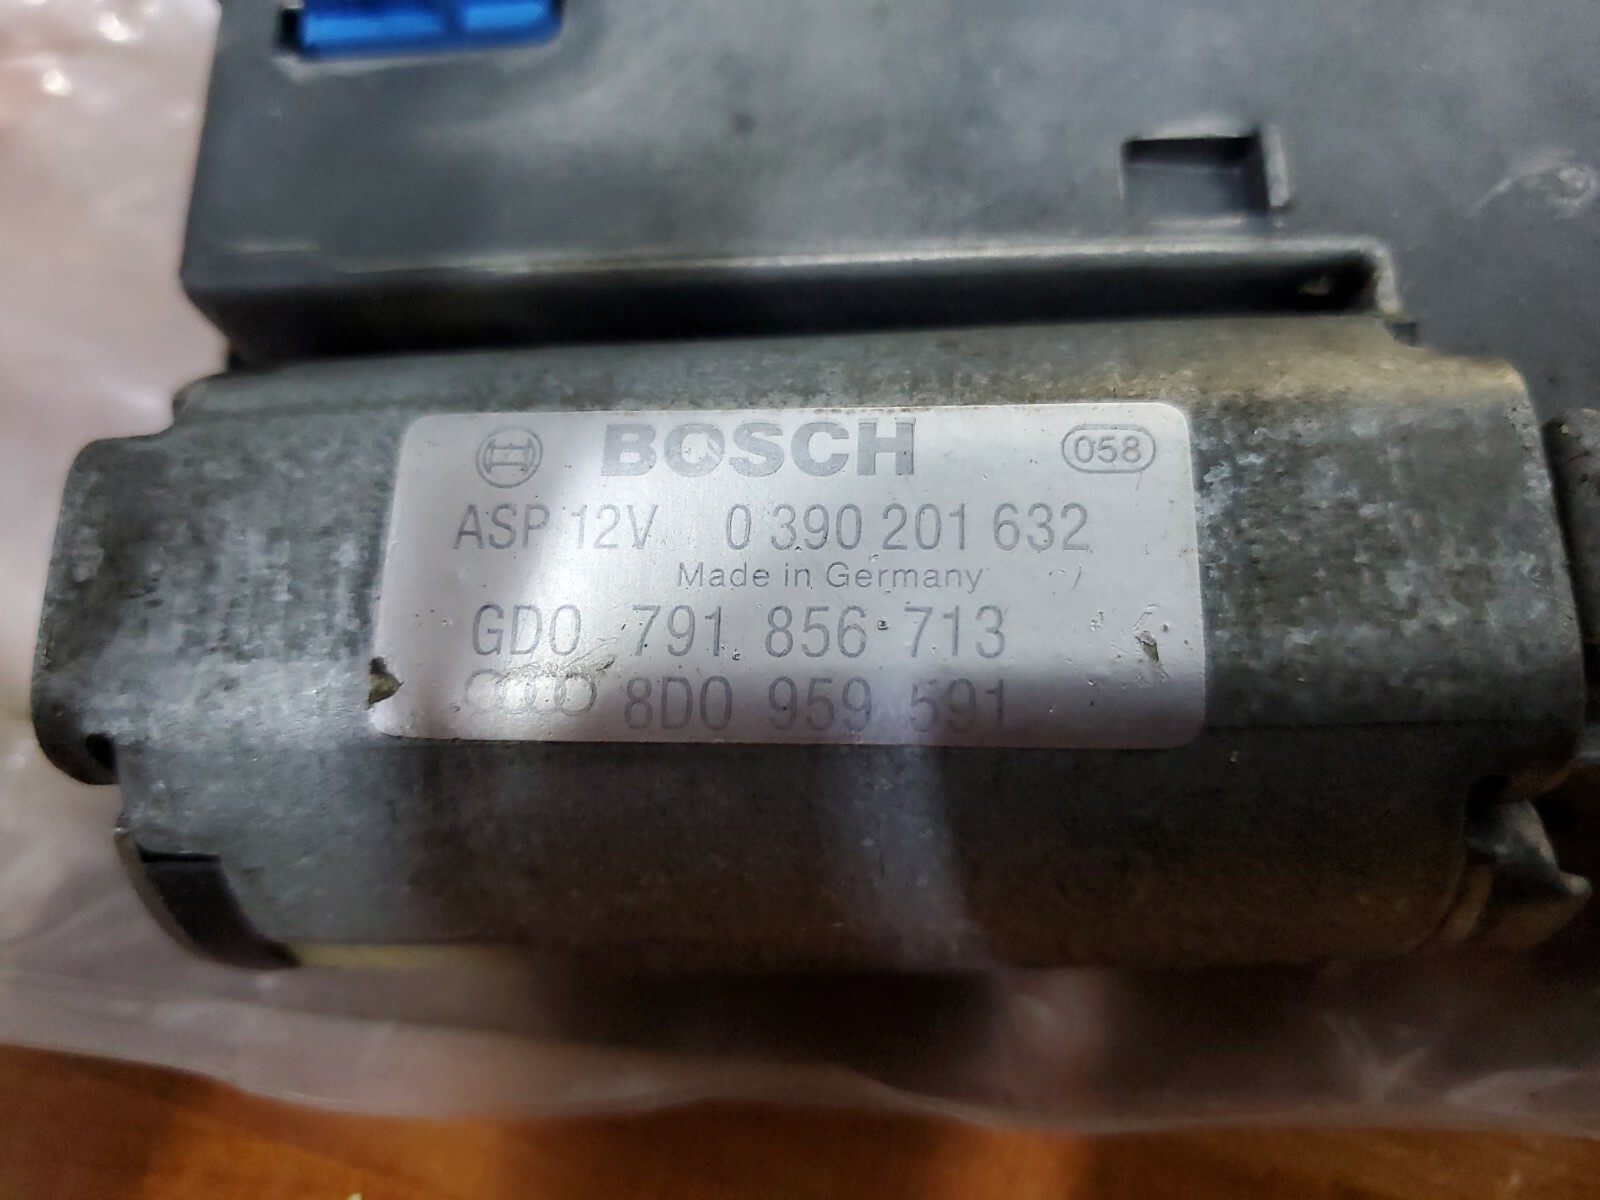 BOSCH 058
ASP 12V 0 390 201 632
Made in Germany
GD0 791 856 713
8D0 959 591